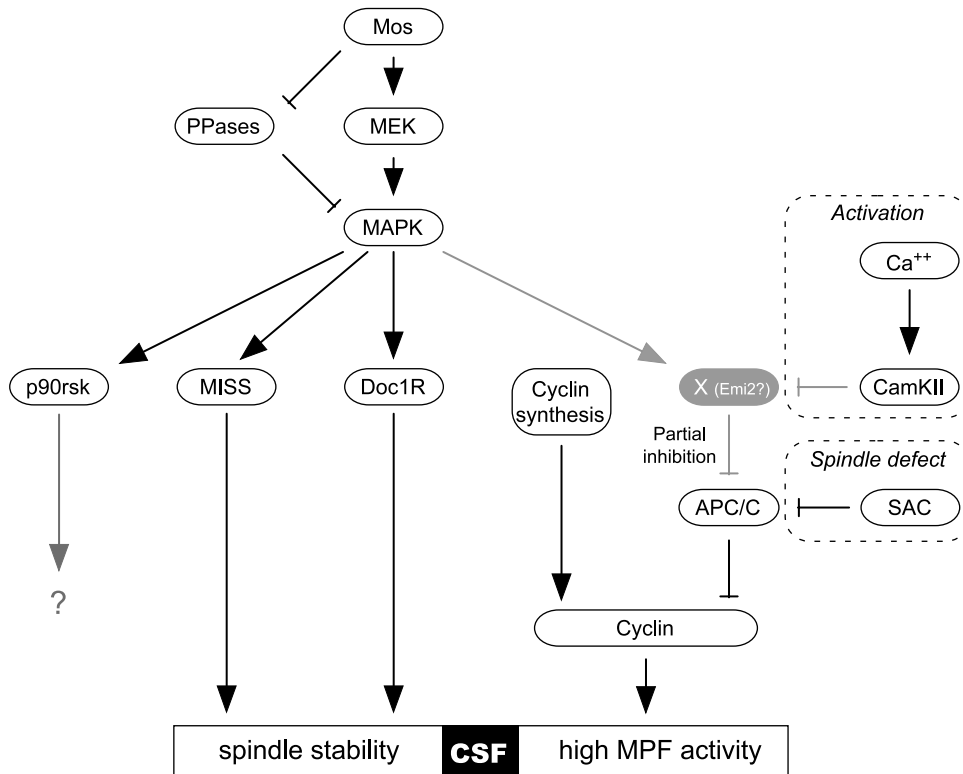 Mos
PPases
MEK
MAPK
Activation
Ca++
p90rsk
MISS
Doc1R
Cyclin
synthesis
X (Emi2?)
CamKII
Partial
inhibition
Spindle defect
APC/C
SAC
?
Cyclin
spindle stability
CSF
high MPF activity